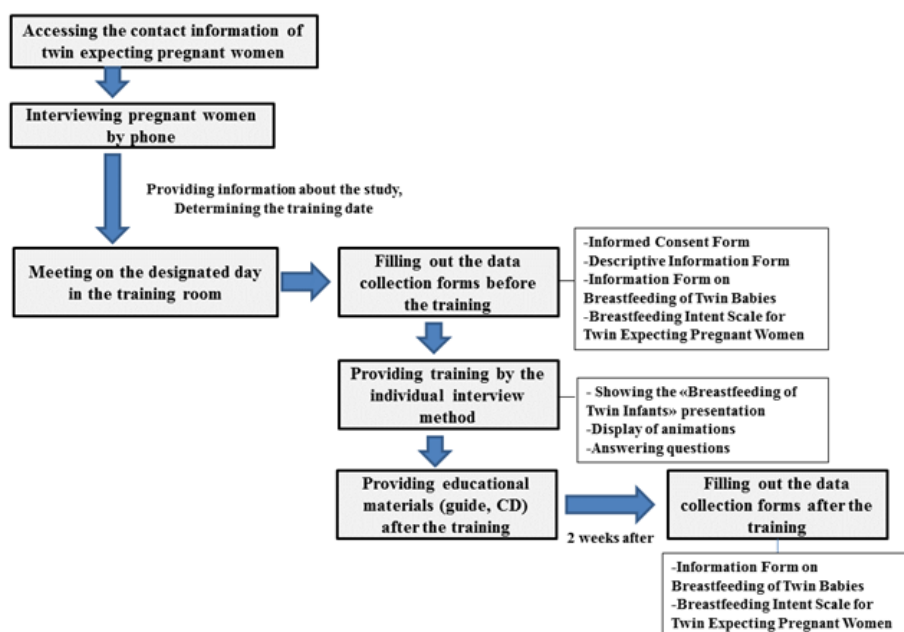 Accessing the contact information of
twin expecting pregnant women
Interviewing pregnant women
by phone
Providing information about the study,
Determining the training date
Meeting on the designated day
in the training room
Filling out the data
collection forms before
the training
-Informed Consent Form
-Descriptive Information Form
-Information Form on
Breastfeeding of Twin Babies
-Breastfeeding Intent Scale for
Twin Expecting Pregnant Women
Providing training by the
individual interview
method
- Showing the «Breastfeeding of
Twin Infants» presentation
-Display of animations
-Answering questions
Providing educational
materials (guide, CD)
after the training
2 weeks after
Filling out the data
collection forms after the
training
-Information Form on
Breastfeeding of Twin Babies
-Breastfeeding Intent Scale for
Twin Expecting Pregnant Women